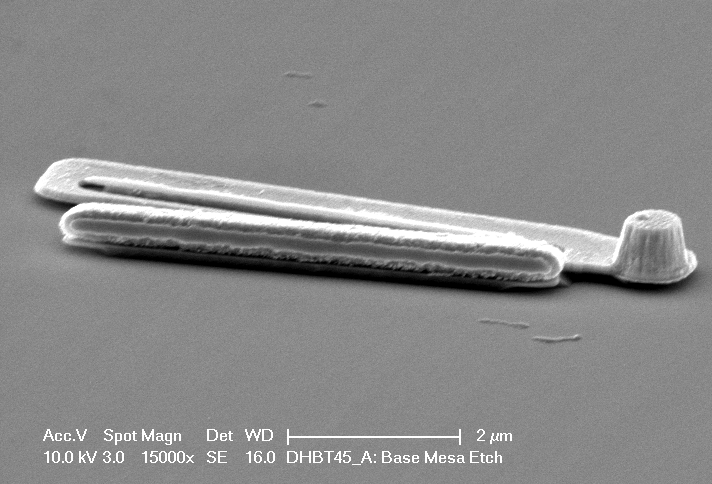 Acc.V Spot Magn Det WD 2 µm
10.0 kV 3.0 15000x SE 16.0 DHBT45_A: Base Mesa Etch